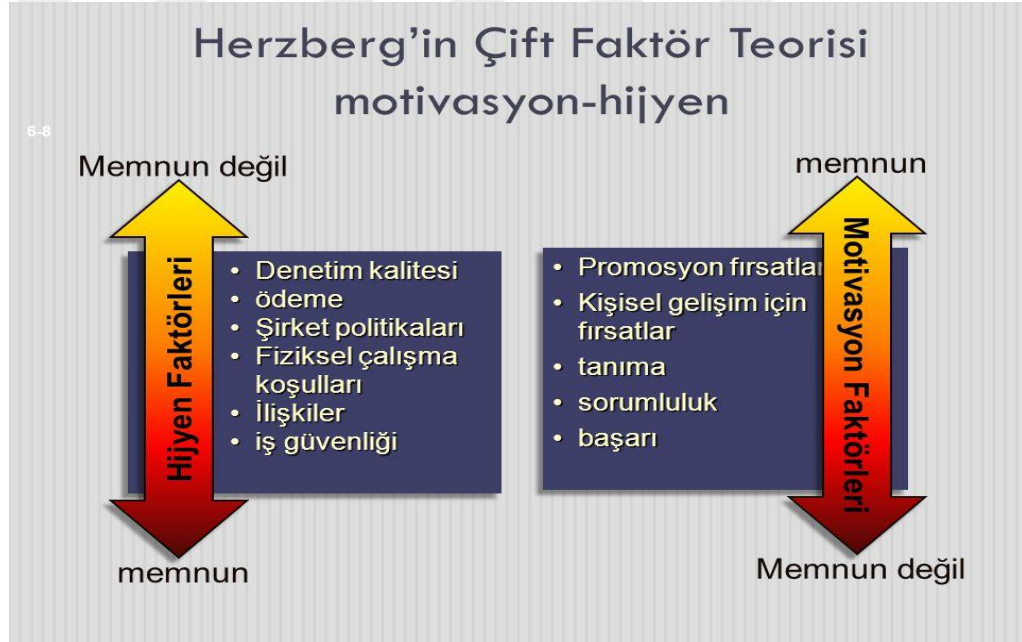 Herzberg’in Çift Faktör Teorisi
motivasyon-hijyen
6-8
Memnun değil
Hijyen Faktörleri
• Denetim kalitesi
• ödeme
• Şirket politikaları
• Fiziksel çalışma
koşulları
• İlişkiler
• iş güvenliği
memnun
memnun
• Promosyon fırsatlar
• Kişisel gelişim için
fırsatlar
• tanıma
• sorumluluk
• başarı
Motivasyon Faktörleri
Memnun değil